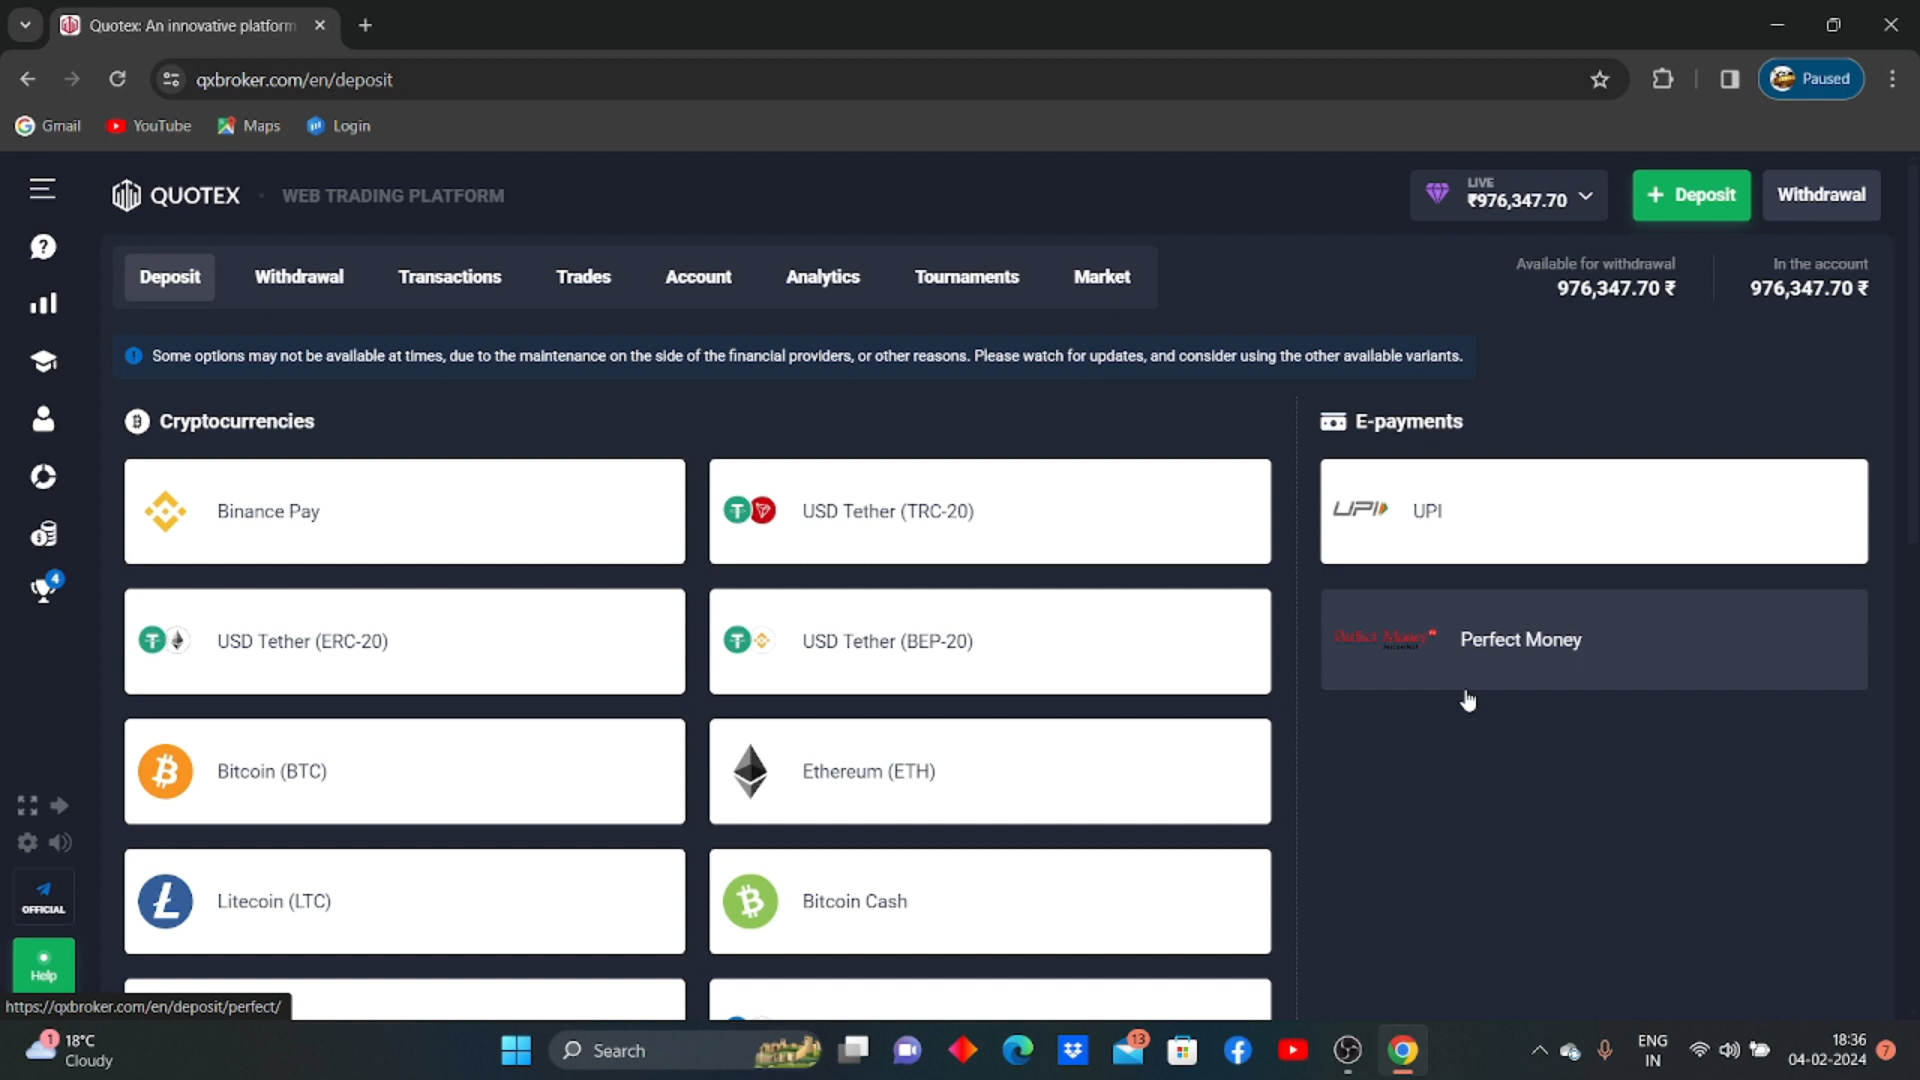 Quotex: An innovative platform
qxbroker.com/en/deposit
Paused
Gmail YouTube Maps Login
QUOTEX WEB TRADING PLATFORM
LIVE
₹976,347.70
+ Deposit
Withdrawal
Deposit Withdrawal Transactions Trades Account Analytics Tournaments Market
Available for withdrawal
976,347.70 ₹
In the account
976,347.70 ₹
Some options may not be available at times, due to the maintenance on the side of the financial providers, or other reasons. Please watch for updates, and consider using the other available variants.
Cryptocurrencies
E-payments
Binance Pay
USD Tether (TRC-20)
UPI UPI
USD Tether (ERC-20)
USD Tether (BEP-20)
Perfect Money Perfect Money
Bitcoin (BTC)
Ethereum (ETH)
Litecoin (LTC)
Bitcoin Cash
4
OFFICIAL
Help
https://qxbroker.com/en/deposit/perfect/
1
18°C
Cloudy
Search
13
ENG
IN
18:36
04-02-2024
7